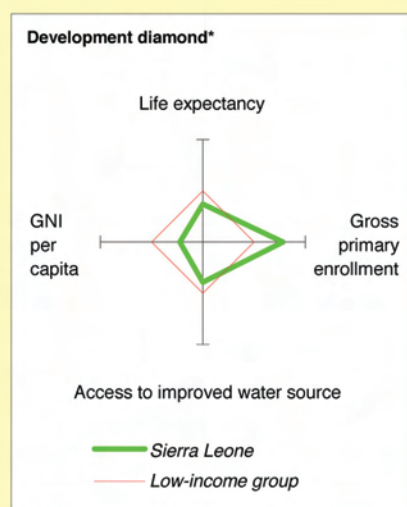 Development diamond*
Life expectancy
GNI
per
capita
Gross
primary
enrollment
Access to improved water source
Sierra Leone
Low-income group